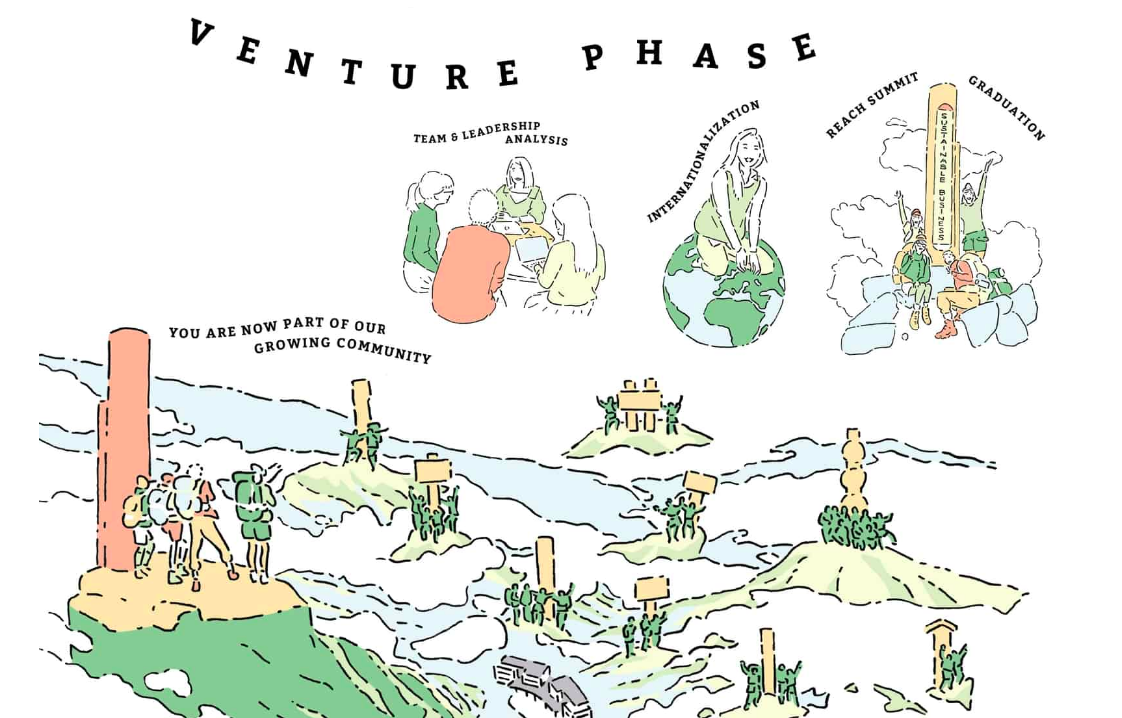 VENTURE PHASE
TEAM & LEADERSHIP
ANALYSIS
INTERNATIONALIZATION
REACH SUMMIT
GRADUATION
SUSTAINABLE BUSINESS
YOU ARE NOW PART OF OUR
GROWING COMMUNITY